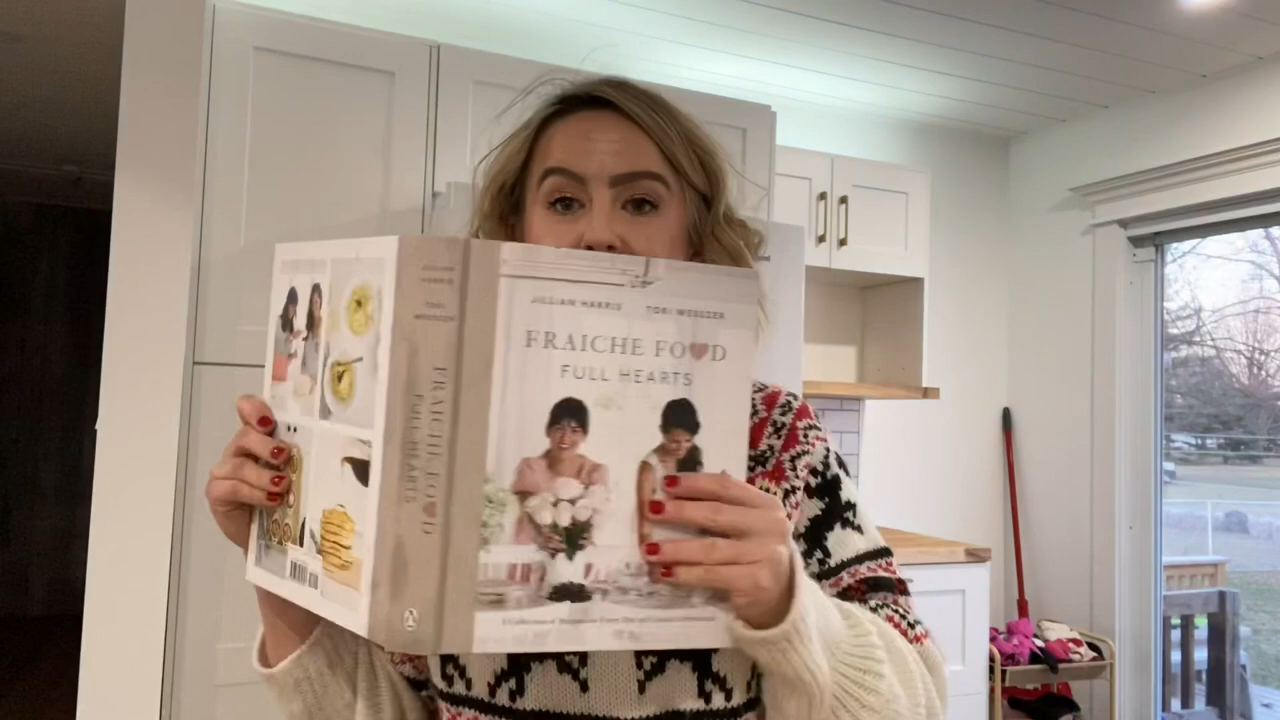 JILLIAN HARRIS
TORI WESSZER
FRAICHE FOOD
FULL HEARTS
JILLIAN
HARRIS
TORI
WESSZER
FRAICHE FOOD
FULL HEARTS